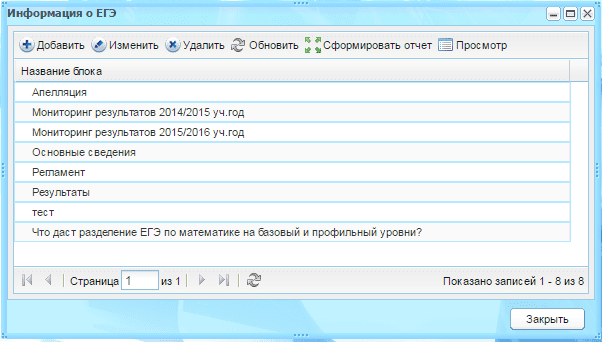 Информация о ЕГЭ
Добавить Изменить Удалить Обновить Сформировать отчет Просмотр
Название блока
Апелляция
Мониторинг результатов 2014/2015 уч.год
Мониторинг результатов 2015/2016 уч.год
Основные сведения
Регламент
Результаты
тест
Что даст разделение ЕГЭ по математике на базовый и профильный уровни?
Страница 1 из 1 Показано записей 1 - 8 из 8
Закрыть